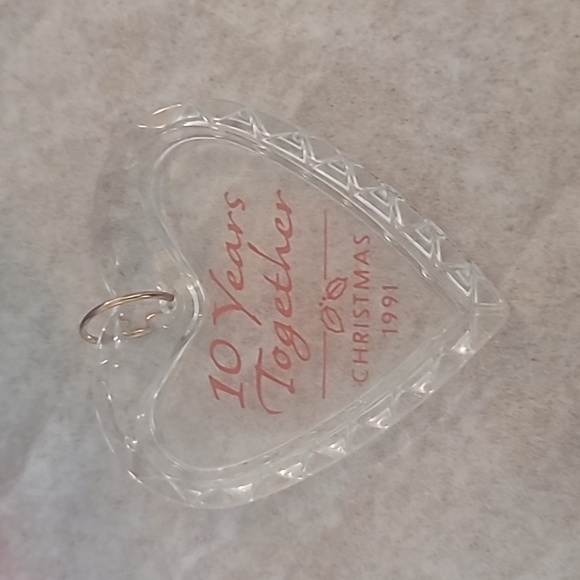 10 Years
Together
CHRISTMAS
1991